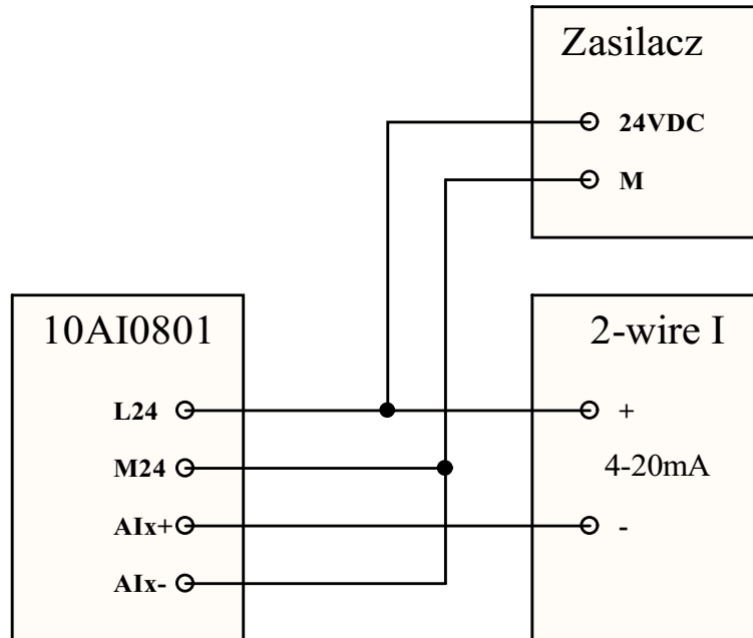 Zasilacz
24VDC
M
10AI0801
L24
M24
AIx+
AIx-
2-wire I
+
4-20mA
-